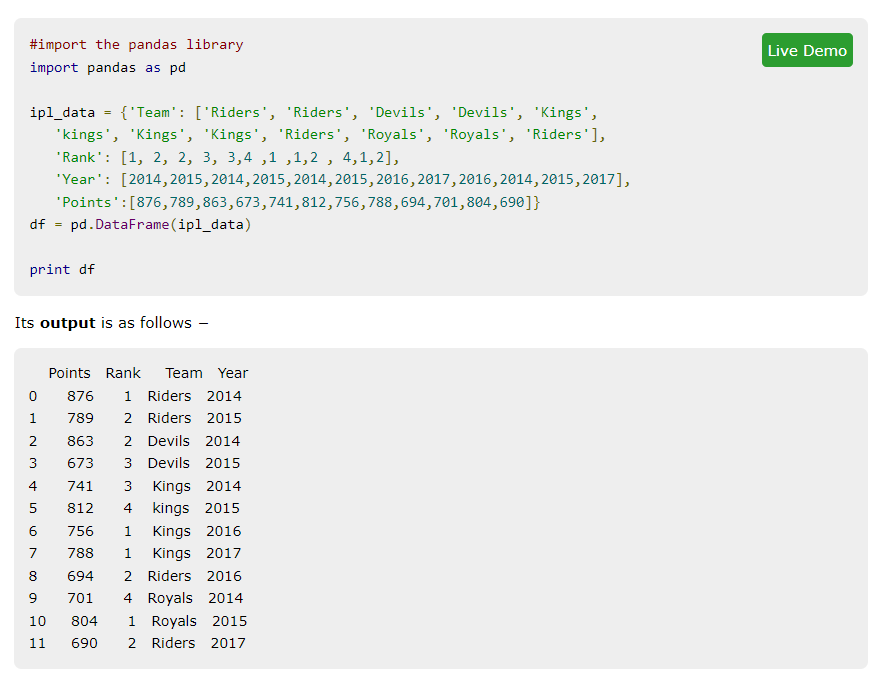 #import the pandas library
Live Demo
import pandas as pd
ipl_data = {'Team': ['Riders', 'Riders', 'Devils', 'Devils', 'Kings',
   'kings', 'Kings', 'Kings', 'Riders', 'Royals', 'Royals', 'Riders'],
   'Rank': [1, 2, 2, 3, 3,4 ,1 ,1,2 , 4,1,2],
   'Year': [2014,2015,2014,2015,2014,2015,2016,2017,2016,2014,2015,2017],
   'Points':[876,789,863,673,741,812,756,788,694,701,804,690]}
df = pd.DataFrame(ipl_data)
print df
Its output is as follows −
Points Rank Team Year
0 876 1 Riders 2014
1 789 2 Riders 2015
2 863 2 Devils 2014
3 673 3 Devils 2015
4 741 3 Kings 2014
5 812 4 kings 2015
6 756 1 Kings 2016
7 788 1 Kings 2017
8 694 2 Riders 2016
9 701 4 Royals 2014
10 804 1 Royals 2015
11 690 2 Riders 2017